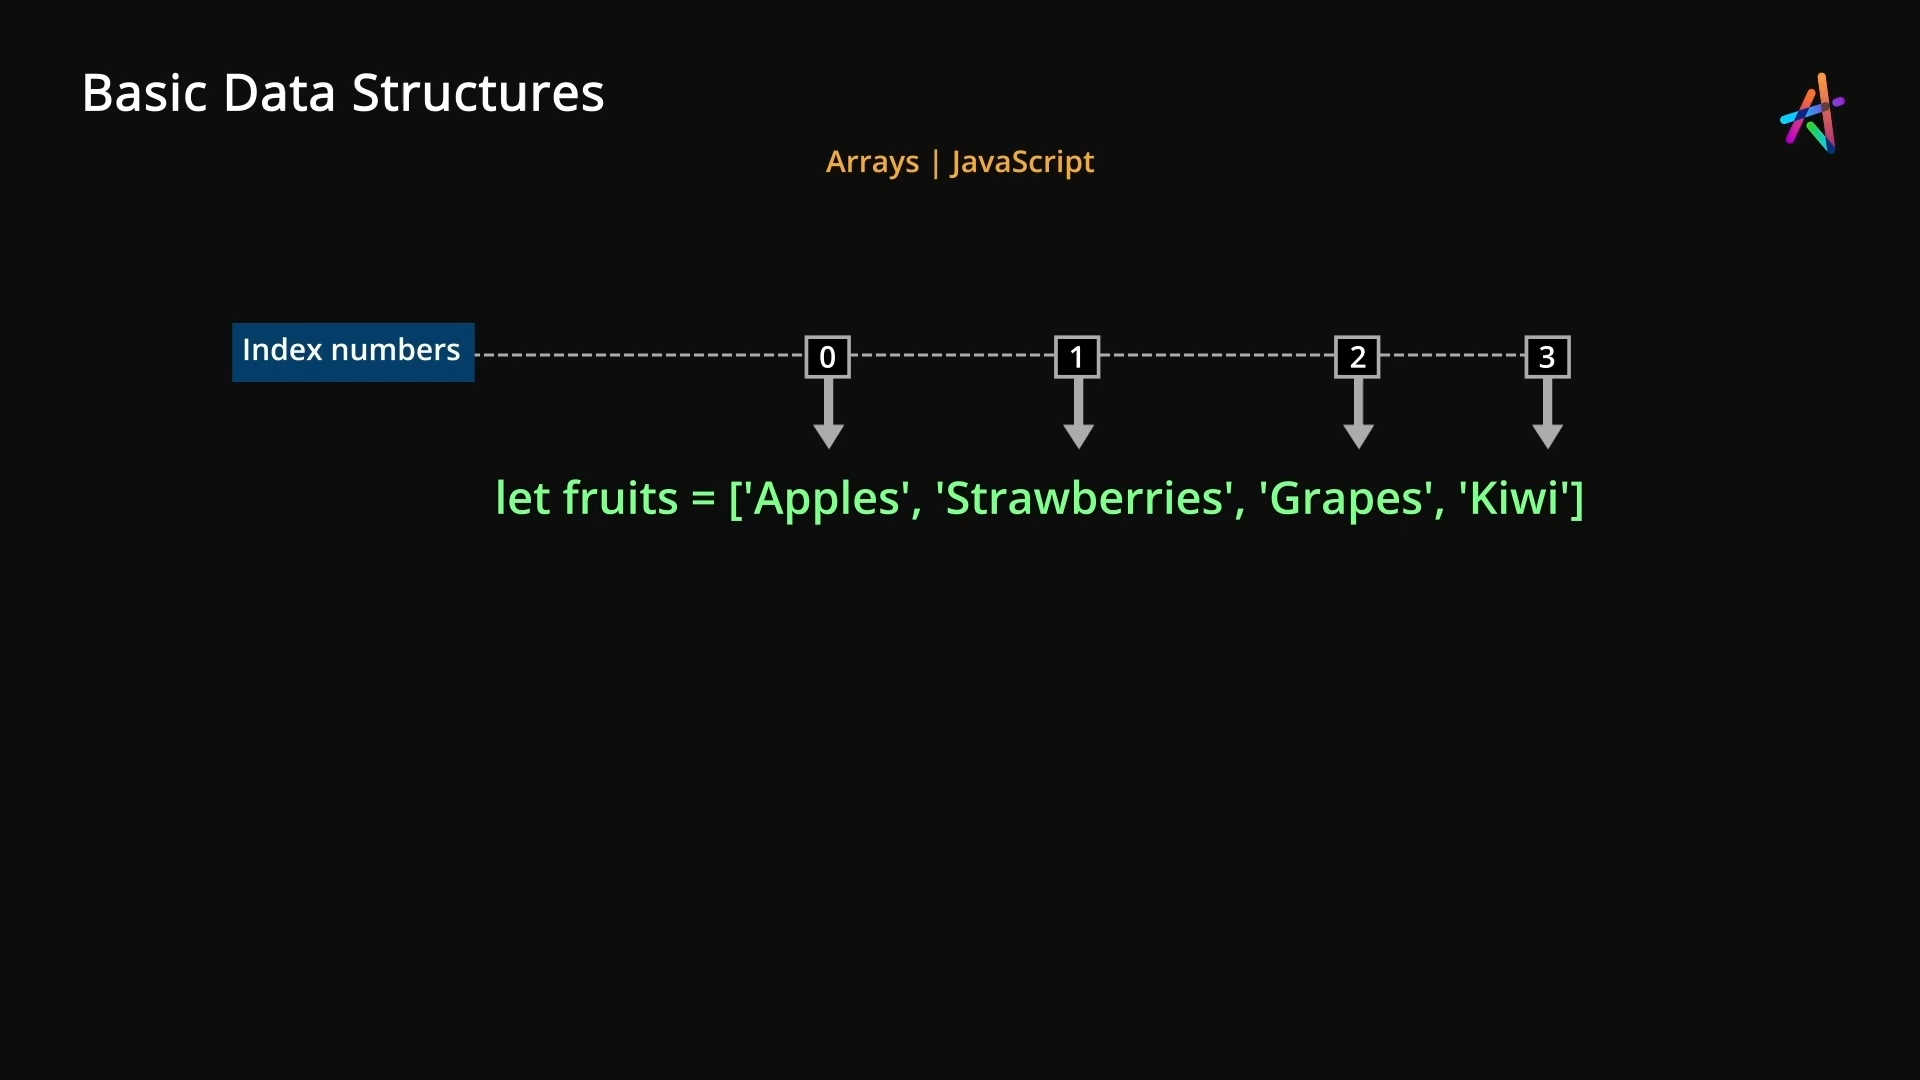 Basic Data Structures
Arrays | JavaScript
Index numbers
0 1 2 3
let fruits = ['Apples', 'Strawberries', 'Grapes', 'Kiwi']